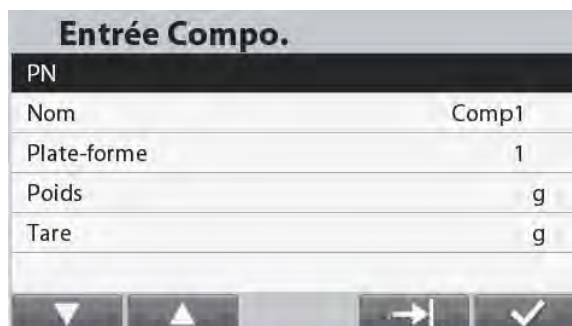 Entrée Compo.
PN
Nom Comp1
Plate-forme 1
Poids g
Tare g